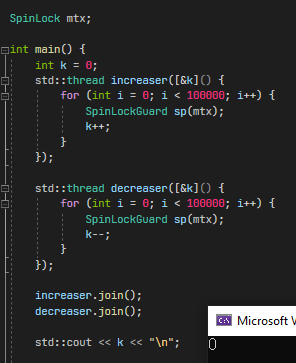 SpinLock mtx;
int main() {
    int k = 0;
    std::thread increaser([&k]() {
        for (int i = 0; i < 100000; i++) {
            SpinLockGuard sp(mtx);
            k++;
        }
    });
    std::thread decreaser([&k]() {
        for (int i = 0; i < 100000; i++) {
            SpinLockGuard sp(mtx);
            k--;
        }
    });
    increaser.join();
    decreaser.join();
Microsoft
    std::cout << k << "\n";
0